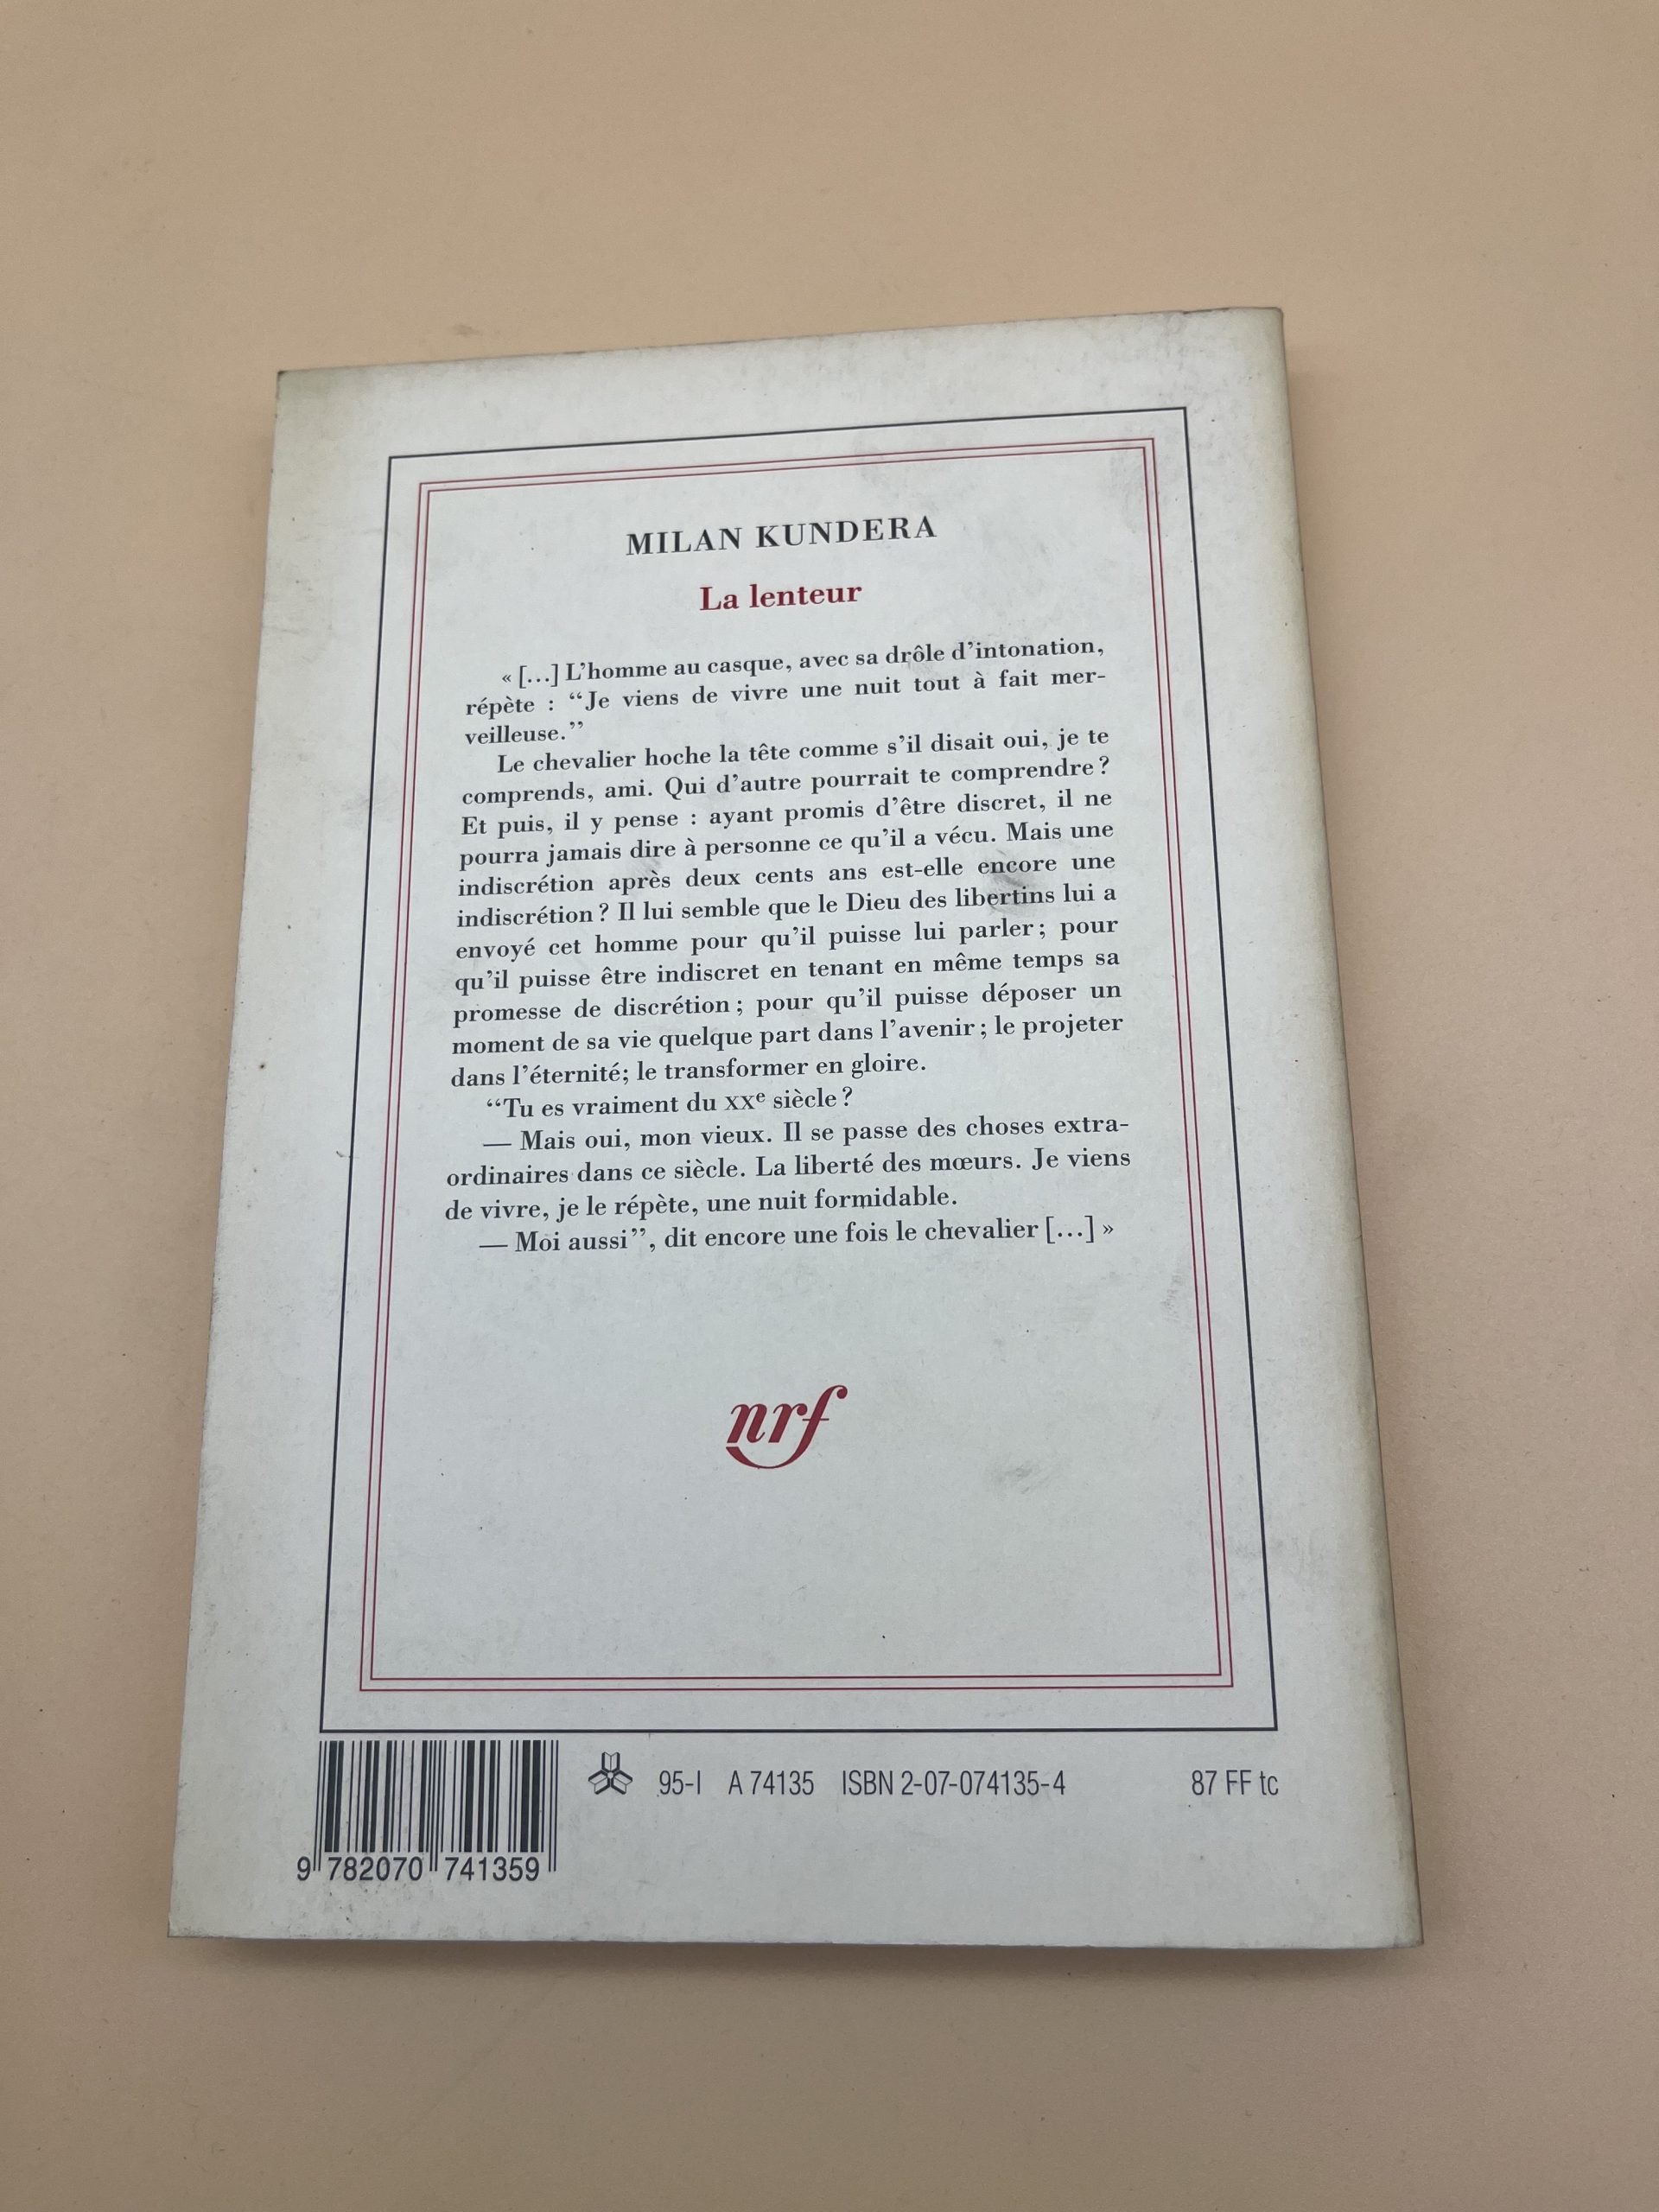 MILAN KUNDERA
La lenteur
« [...] L’homme au casque, avec sa drôle d’intonation,
répète : “Je viens de vivre une nuit tout à fait mer-
veilleuse.”
Le chevalier hoche la tête comme s’il disait oui, je te
comprends, ami. Qui d’autre pourrait te comprendre ?
Et puis, il y pense : ayant promis d’être discret, il ne
pourra jamais dire à personne ce qu’il a vécu. Mais une
indiscrétion après deux cents ans est-elle encore une
indiscrétion ? Il lui semble que le Dieu des libertins lui a
envoyé cet homme pour qu’il puisse lui parler ; pour
qu’il puisse être indiscret en tenant en même temps sa
promesse de discrétion ; pour qu’il puisse déposer un
moment de sa vie quelque part dans l’avenir ; le projeter
dans l’éternité; le transformer en gloire.
“Tu es vraiment du XXe siècle ?
— Mais oui, mon vieux. Il se passe des choses extra-
ordinaires dans ce siècle. La liberté des mœurs. Je viens
de vivre, je le répète, une nuit formidable.
— Moi aussi”, dit encore une fois le chevalier [...] »
nrf
95-I A 74135 ISBN 2-07-074135-4 87 FF tc
9 782070 741359